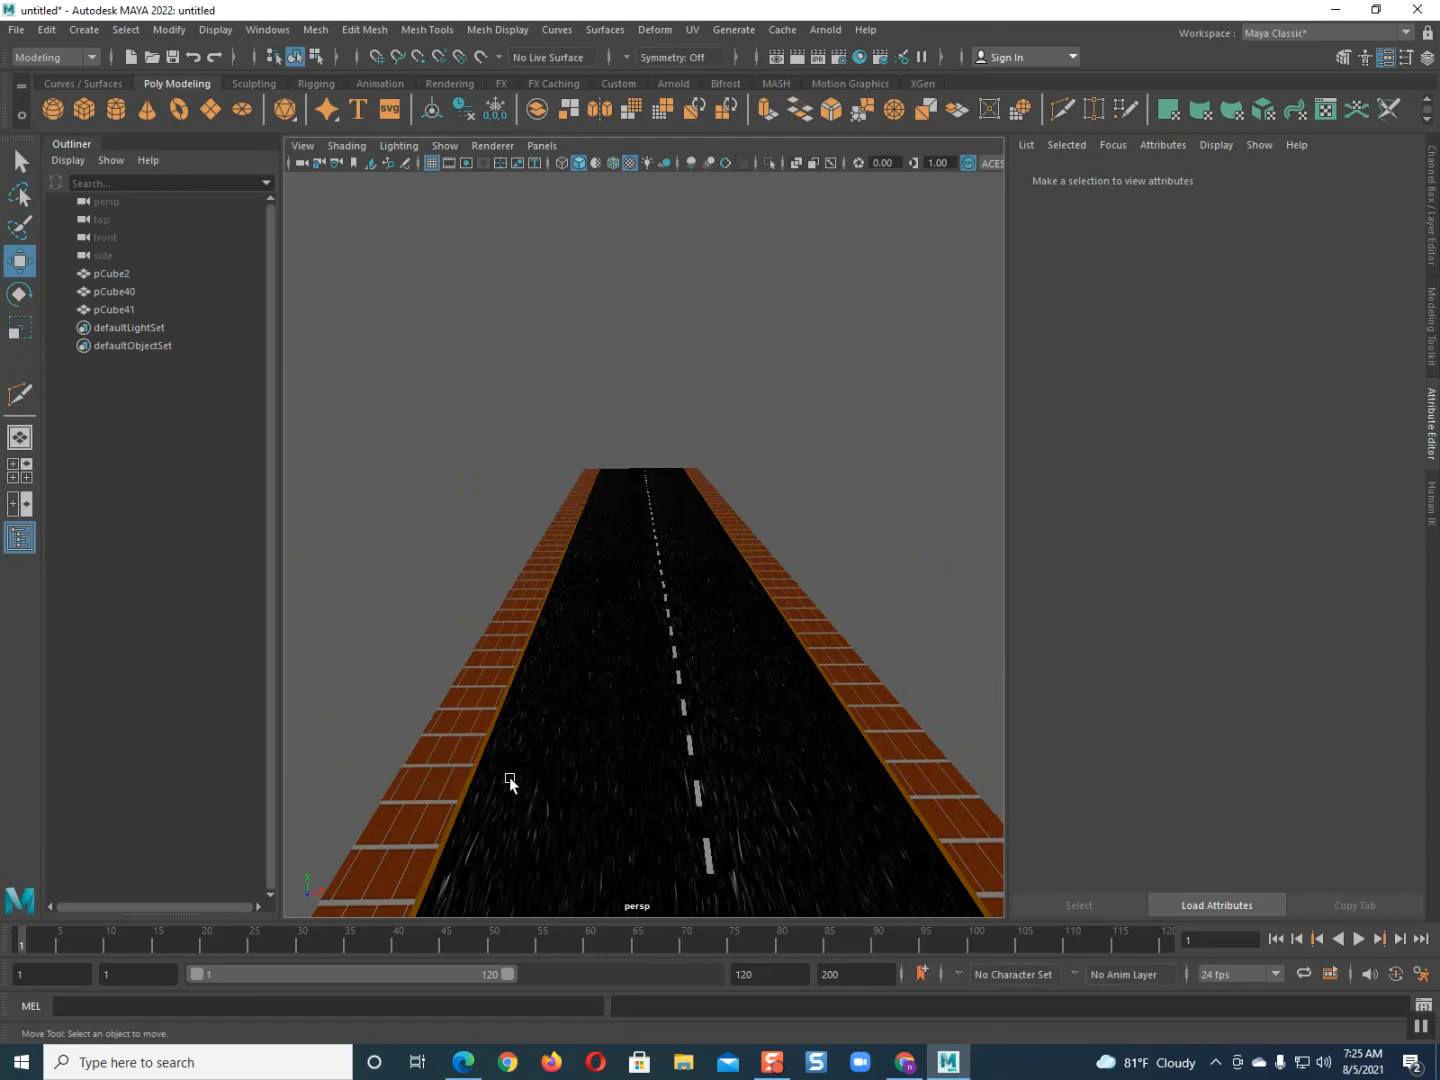 untitled* - Autodesk MAYA 2022: untitled
File Edit Create Select Modify Display Windows Mesh Edit Mesh Mesh Tools Mesh Display Curves Surfaces Deform UV Generate Cache Arnold Help
Workspace : Maya Classic*
Modeling
No Live Surface
Symmetry: Off
Sign In
Curves / Surfaces Poly Modeling Sculpting Rigging Animation Rendering FX FX Caching Custom Arnold Bifrost MASH Motion Graphics XGen
T
SVG
0,0,0
Outliner
Display Show Help
Search...
persp
top
front
side
pCube2
pCube40
pCube41
defaultLightSet
defaultObjectSet
View Shading Lighting Show Renderer Panels
0.00
1.00
ACES
persp
List Selected Focus Attributes Display Show Help
Make a selection to view attributes
Channel Box / Layer Editor
Modeling Toolkit
Attribute Editor
Human IK
Select Load Attributes Copy Tab
5 10 15 20 25 30 35 40 45 50 55 60 65 70 75 80 85 90 95 100 105 110 115 120
1
1
1
1
1
120
120
200
No Character Set
No Anim Layer
24 fps
MEL
Move Tool: Select an object to move.
Type here to search
81°F Cloudy
7:25 AM
8/5/2021
2